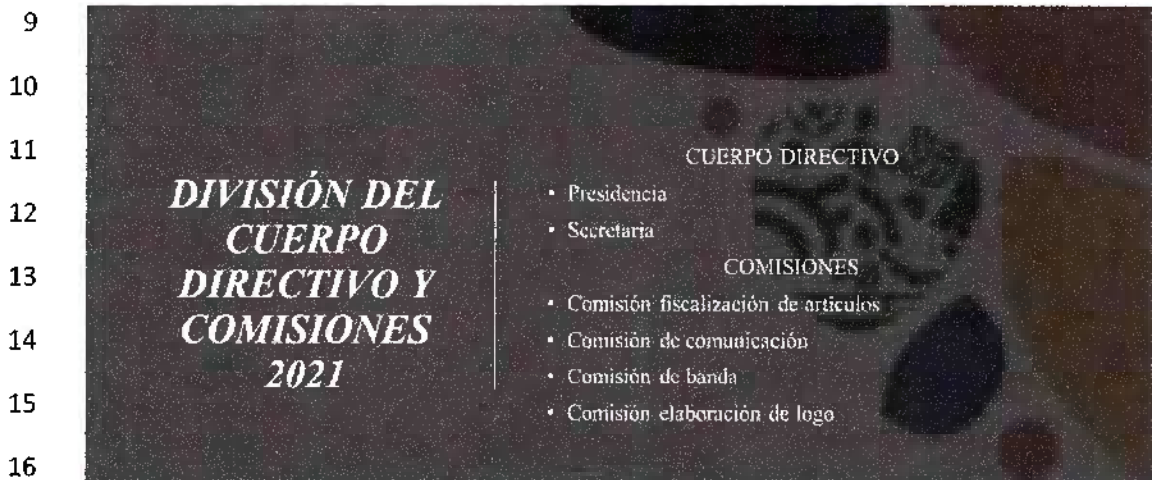 9
10
11
12
13
14
15
16
DIVISIÓN DEL
CUERPO
DIRECTIVO Y
COMISIONES
2021
CUERPO DIRECTIVO
• Presidencia
• Secretaria
COMISIONES
• Comisión fiscalización de artículos
• Comisión de comunicación
• Comisión de banda
• Comisión elaboración de logo